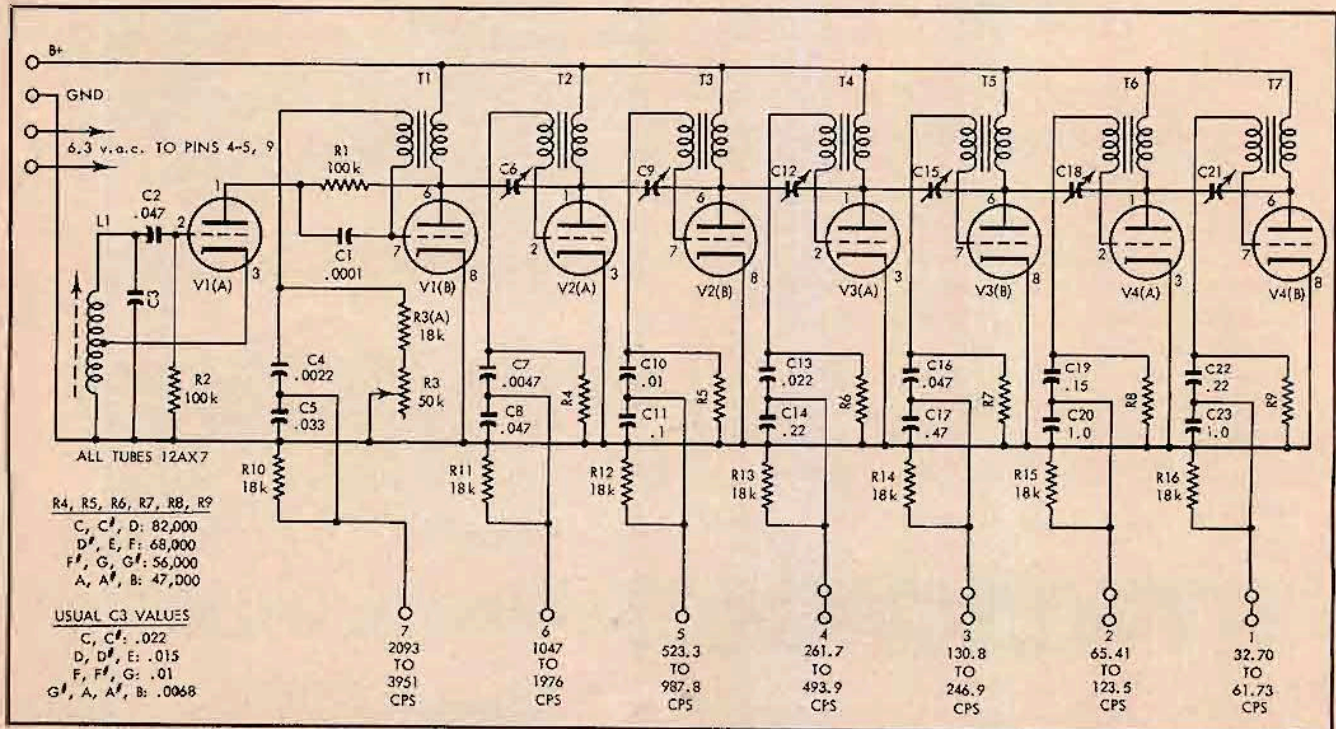 B+
GND
6.3 v.a.c. TO PINS 4-5, 9
T1
T2
T3
T4
T5
T6
T7
R1
100k
C1
.0001
C2
.047
L1
C3
1
2
3
V1(A)
R2
100k
6
7
8
V1(B)
C6
1
2
3
V2(A)
C9
6
7
8
V2(B)
C12
1
2
3
V3(A)
C15
6
7
8
V3(B)
C18
1
2
3
V4(A)
C21
6
7
8
V4(B)
R3(A)
18k
R3
50k
C4
.0022
C5
.033
C7
.0047
C8
.047
R4
C10
.01
C11
.1
R5
C13
.022
C14
.22
R6
C16
.047
C17
.47
R7
C19
.15
C20
1.0
R8
C22
.22
C23
1.0
R9
ALL TUBES 12AX7
R10
18k
R11
18k
R12
18k
R13
18k
R14
18k
R15
18k
R16
18k
R4, R5, R6, R7, R8, R9
C, C#, D: 82,000
D#, E, F: 68,000
F#, G, G#: 56,000
A, A#, B: 47,000
USUAL C3 VALUES
C, C#: .022
D, D#, E: .015
F, F#, G: .01
G#, A, A#, B: .0068
7
2093
TO
3951
CPS
6
1047
TO
1976
CPS
5
523.3
TO
987.8
CPS
4
261.7
TO
493.9
CPS
3
130.8
TO
246.9
CPS
2
65.41
TO
123.5
CPS
1
32.70
TO
61.73
CPS